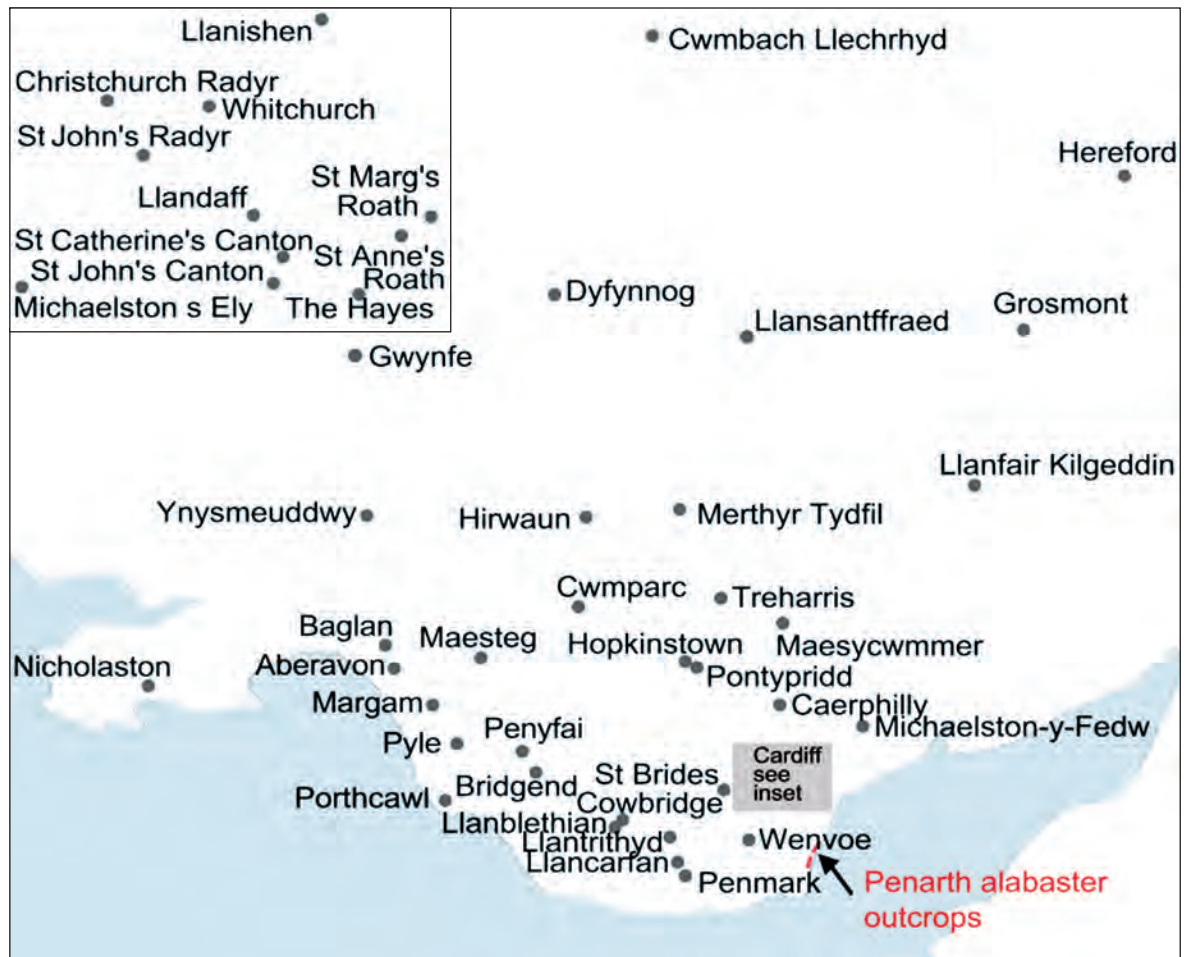 Llanishen
Christchurch Radyr
Whitchurch
St John's Radyr
Llandaff
St Marg's
Roath
St Catherine's Canton
St Anne's
Roath
St John's Canton
Michaelston s Ely
The Hayes
Cwmbach Llechrhyd
Hereford
Dyfynnog
Llansantffraed
Grosmont
Gwynfe
Llanfair Kilgeddin
Ynysmeuddwy
Hirwaun
Merthyr Tydfil
Cwmparc
Treharris
Baglan
Maesteg
Hopkinstown
Maesycwmmer
Nicholaston
Aberavon
Pontypridd
Margam
Caerphilly
Michaelston-y-Fedw
Pyle
Penyfai
Cardiff
see
inset
Bridgend
St Brides
Porthcawl
Cowbridge
Llanblethian
Llantrithyd
Wenvoe
Llancarfan
Penmark
Penarth alabaster
outcrops